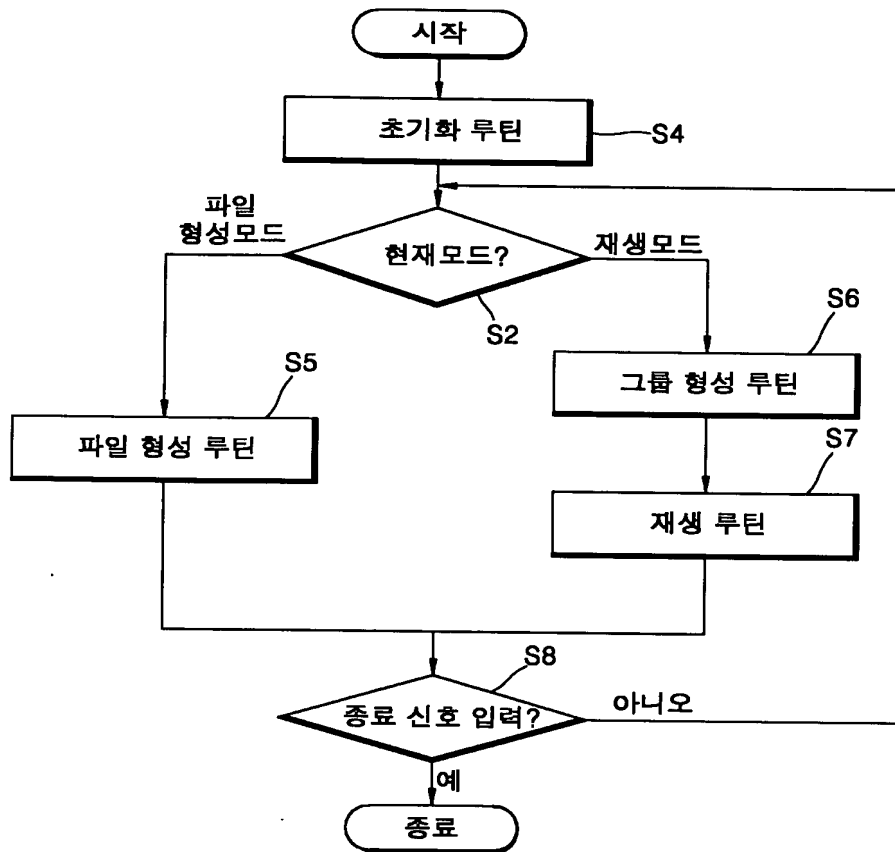 시작
초기화 루틴
S4
파일
형성모드
현재모드?
재생모드
S2
S6
그룹 형성 루틴
S5
파일 형성 루틴
S7
재생 루틴
S8
종료 신호 입력?
아니오
예
종료